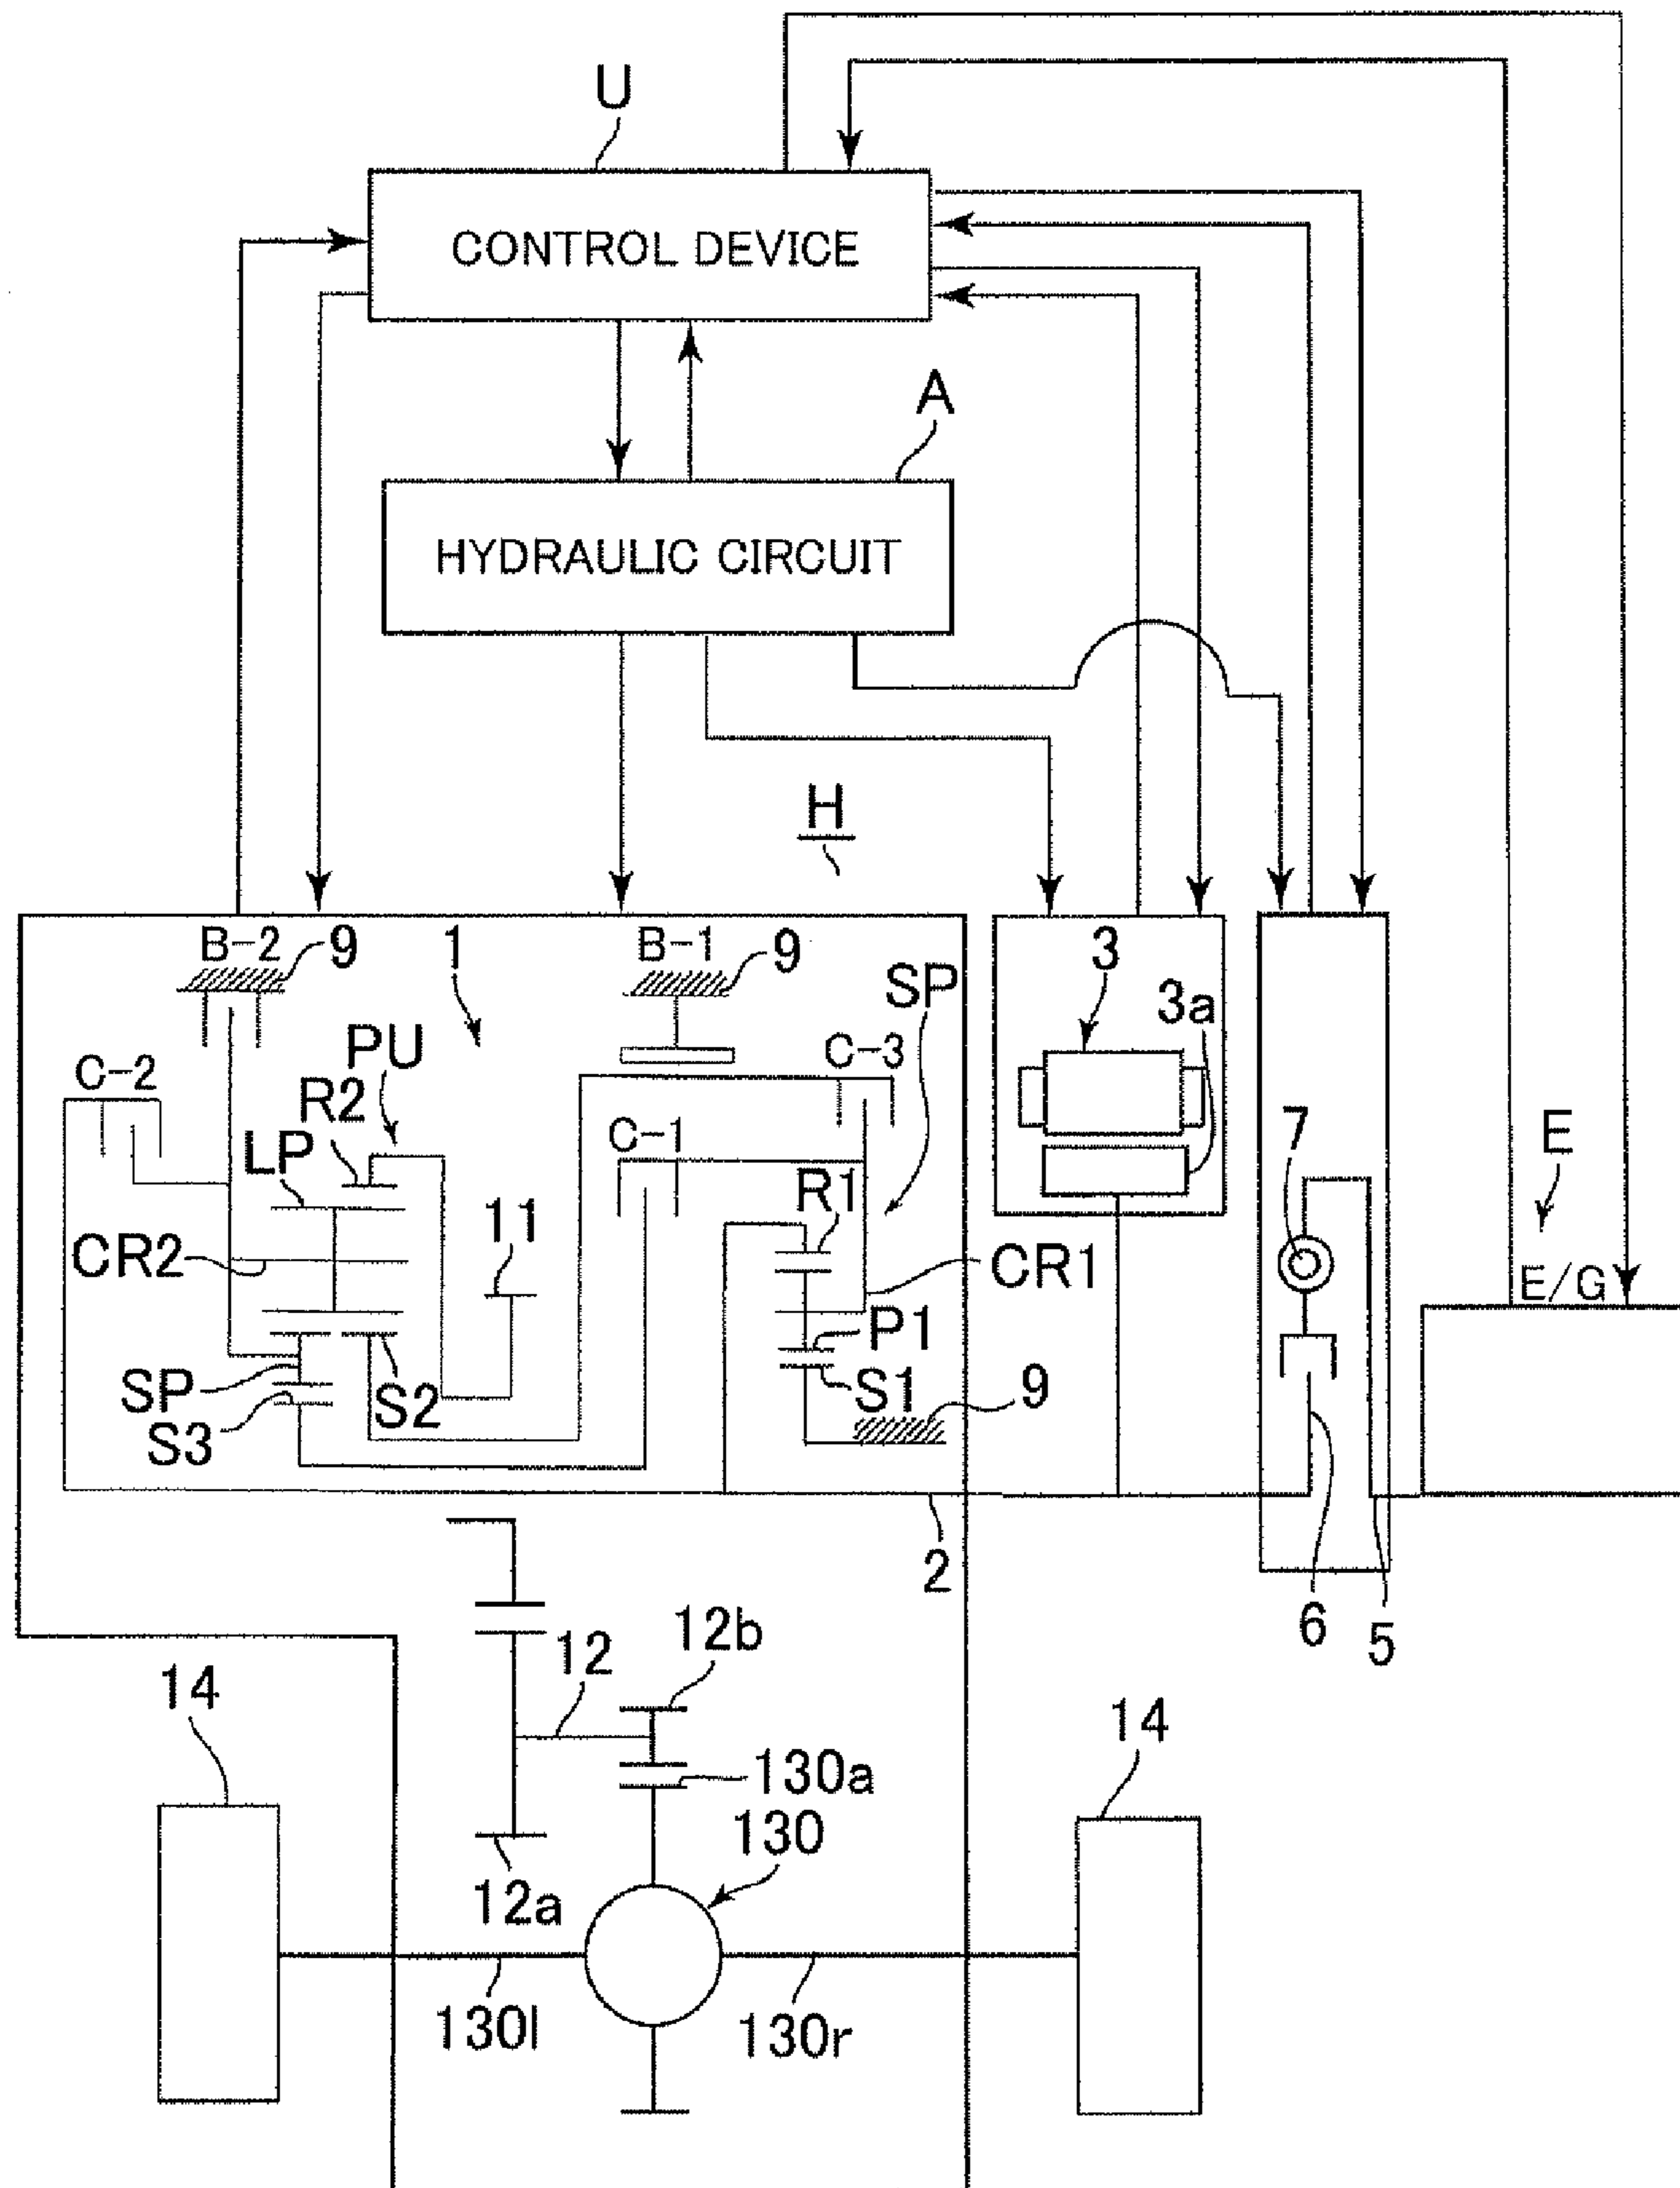 U
CONTROL DEVICE
A
HYDRAULIC CIRCUIT
H
B-2
9
1
B-1
9
SP
3
3a
C-2
PU
C-3
R2
C-1
7
E
LP
R1
11
CR2
CR1
E/G
P1
SP
S2
S1
9
S3
2
6
5
12b
12
14
14
130a
130
12a
130l
130r